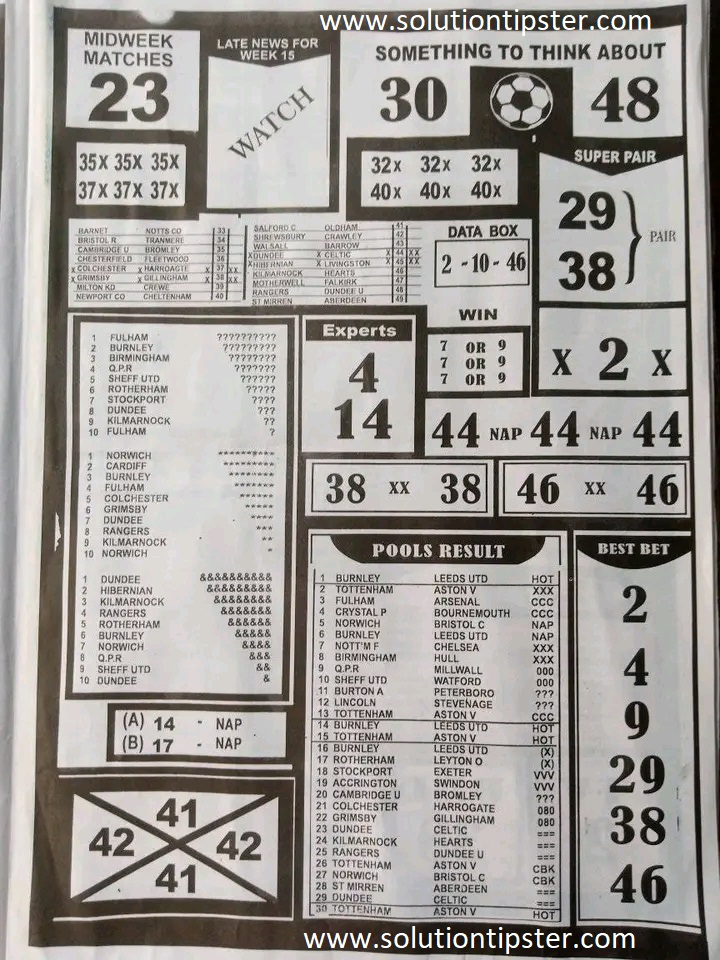 www.solutiontipster.com
MIDWEEK
MATCHES
23
LATE NEWS FOR
WEEK 15
WATCH
SOMETHING TO THINK ABOUT
30 48
35X 35X 35X
37X 37X 37X
32X 32X 32X
40X 40X 40X
SUPER PAIR
29
38
PAIR
BARNET NOTTS CO 33
BRISTOL R TRANMERE 34
CAMBRIDGE U BROMLEY 35
CHESTERFIELD FLEETWOOD 36
X COLCHESTER X HARROGATE X 37 XX
X GRIMSBY X GILLINGHAM X 38 XX
MILTON KD CREWE 39
NEWPORT CO CHELTENHAM 40
SALFORD C OLDHAM 41
SHREWSBURY CRAWLEY 42
WALSALL BARROW 43
X DUNDEE X CELTIC X 44 XX
X HIBERNIAN X LIVINGSTON X 45 XX
KILMARNOCK HEARTS 46
MOTHERWELL FALKIRK 47
RANGERS DUNDEE U 48
ST MIRREN ABERDEEN 49
DATA BOX
2 -10 -46
WIN
7 OR 9
7 OR 9
7 OR 9
X 2 X
1 FULHAM ??????????
2 BURNLEY ?????????
3 BIRMINGHAM ????????
4 Q.P.R ???????
5 SHEFF UTD ??????
6 ROTHERHAM ?????
7 STOCKPORT ????
8 DUNDEE ???
9 KILMARNOCK ??
10 FULHAM ?
1 NORWICH **********
2 CARDIFF *********
3 BURNLEY ********
4 FULHAM *******
5 COLCHESTER ******
6 GRIMSBY *****
7 DUNDEE ****
8 RANGERS ***
9 KILMARNOCK **
10 NORWICH *
1 DUNDEE &&&&&&&&&&
2 HIBERNIAN &&&&&&&&&
3 KILMARNOCK &&&&&&&&
4 RANGERS &&&&&&&
5 ROTHERHAM &&&&&&
6 BURNLEY &&&&&
7 NORWICH &&&&
8 Q.P.R &&&
9 SHEFF UTD &&
10 DUNDEE &
Experts
4
14
44 NAP 44 NAP 44
38 XX 38
46 XX 46
(A) 14 - NAP
(B) 17 - NAP
41
42 42
41
POOLS RESULT
1 BURNLEY LEEDS UTD HOT
2 TOTTENHAM ASTON V XXX
3 FULHAM ARSENAL CCC
4 CRYSTAL P BOURNEMOUTH CCC
5 NORWICH BRISTOL C NAP
6 BURNLEY LEEDS UTD NAP
7 NOTT'M F CHELSEA XXX
8 BIRMINGHAM HULL XXX
9 Q.P.R MILLWALL 000
10 SHEFF UTD WATFORD 000
11 BURTON A PETERBORO ???
12 LINCOLN STEVENAGE ???
13 TOTTENHAM ASTON V CCC
14 BURNLEY LEEDS UTD HOT
15 TOTTENHAM ASTON V HOT
16 BURNLEY LEEDS UTD (X)
17 ROTHERHAM LEYTON O (X)
18 STOCKPORT EXETER VVV
19 ACCRINGTON SWINDON VVV
20 CAMBRIDGE U BROMLEY ???
21 COLCHESTER HARROGATE 080
22 GRIMSBY GILLINGHAM 080
23 DUNDEE CELTIC ===
24 KILMARNOCK HEARTS ===
25 RANGERS DUNDEE U ===
26 TOTTENHAM ASTON V CBK
27 NORWICH BRISTOL C CBK
28 ST MIRREN ABERDEEN ===
29 DUNDEE CELTIC ===
30 TOTTENHAM ASTON V HOT
BEST BET
2
4
9
29
38
46
www.solutiontipster.com